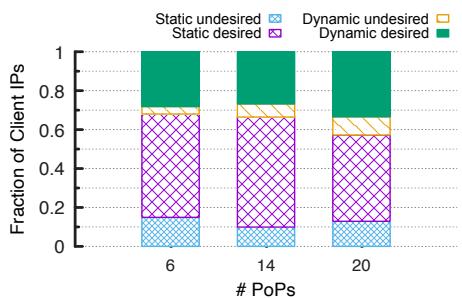 Static undesired
Static desired
Dynamic undesired
Dynamic desired
Fraction of Client IPs
1
0.8
0.6
0.4
0.2
0
6 14 20
# PoPs